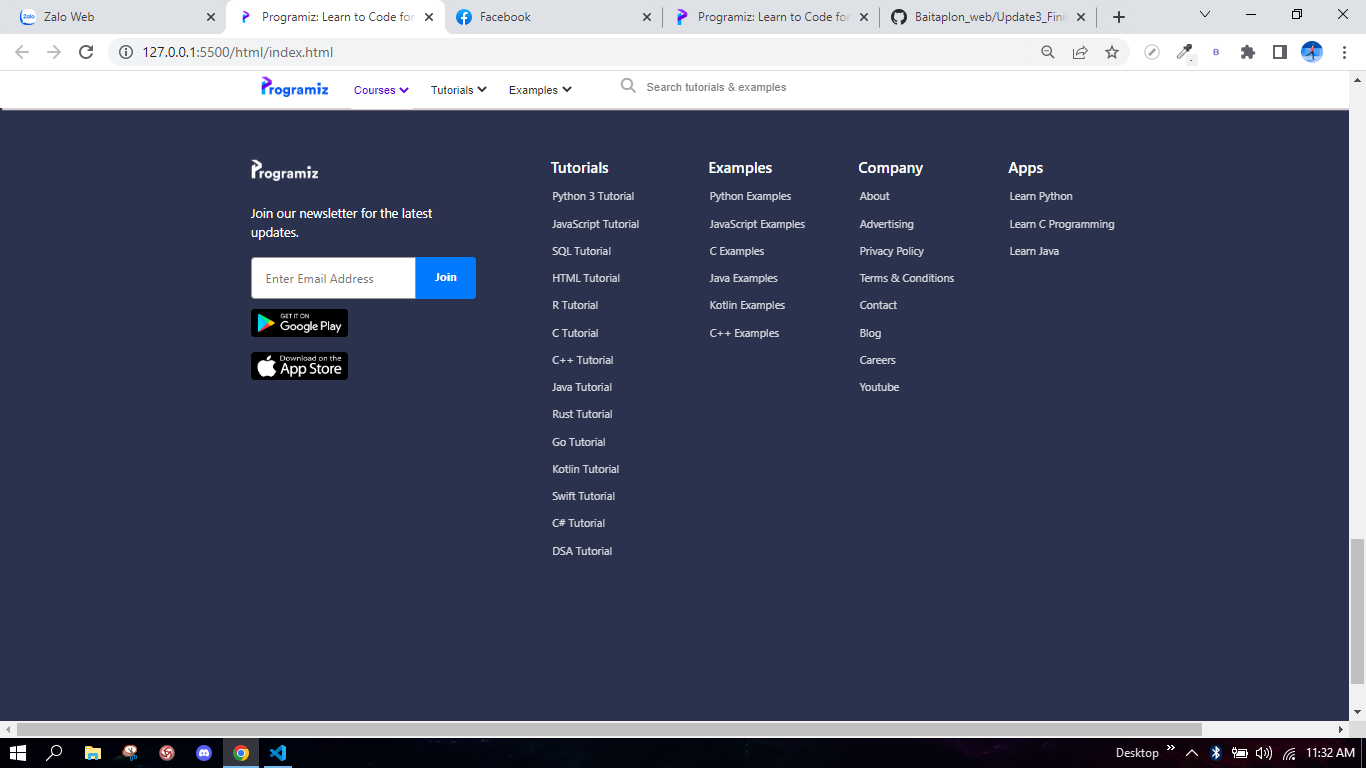 Zalo Web
Programiz: Learn to Code for
Facebook
Programiz: Learn to Code for
Baitaplon_web/Update3_Finis
127.0.0.1:5500/html/index.html
Programiz
Courses
Tutorials
Examples
Search tutorials & examples
Programiz
Join our newsletter for the latest
updates.
Enter Email Address
Join
GET IT ON
Google Play
Download on the
App Store
Tutorials
Python 3 Tutorial
JavaScript Tutorial
SQL Tutorial
HTML Tutorial
R Tutorial
C Tutorial
C++ Tutorial
Java Tutorial
Rust Tutorial
Go Tutorial
Kotlin Tutorial
Swift Tutorial
C# Tutorial
DSA Tutorial
Examples
Python Examples
JavaScript Examples
C Examples
Java Examples
Kotlin Examples
C++ Examples
Company
About
Advertising
Privacy Policy
Terms & Conditions
Contact
Blog
Careers
Youtube
Apps
Learn Python
Learn C Programming
Learn Java
Desktop
11:32 AM